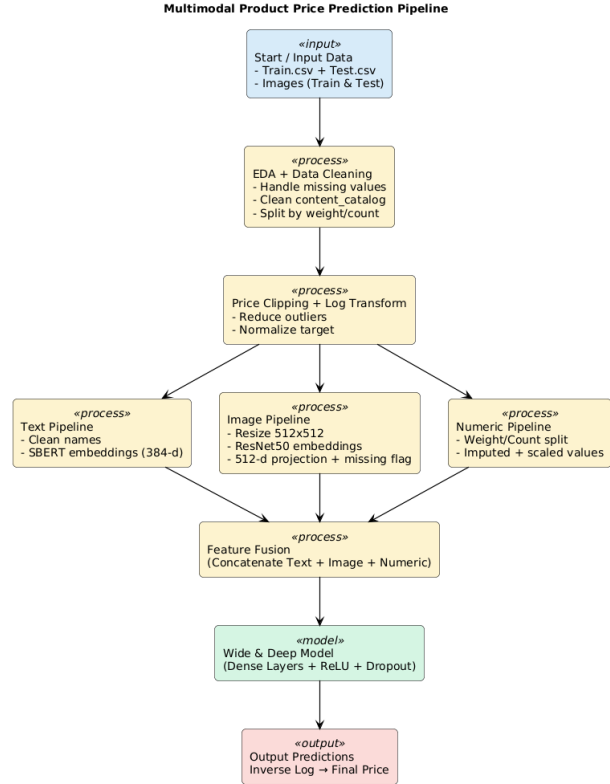 Multimodal Product Price Prediction Pipeline
«input»
Start / Input Data
- Train.csv + Test.csv
- Images (Train & Test)
«process»
EDA + Data Cleaning
- Handle missing values
- Clean content_catalog
- Split by weight/count
«process»
Price Clipping + Log Transform
- Reduce outliers
- Normalize target
«process»
Text Pipeline
- Clean names
- SBERT embeddings (384-d)
«process»
Image Pipeline
- Resize 512x512
- ResNet50 embeddings
- 512-d projection + missing flag
«process»
Numeric Pipeline
- Weight/Count split
- Imputed + scaled values
«process»
Feature Fusion
(Concatenate Text + Image + Numeric)
«model»
Wide & Deep Model
(Dense Layers + ReLU + Dropout)
«output»
Output Predictions
Inverse Log → Final Price